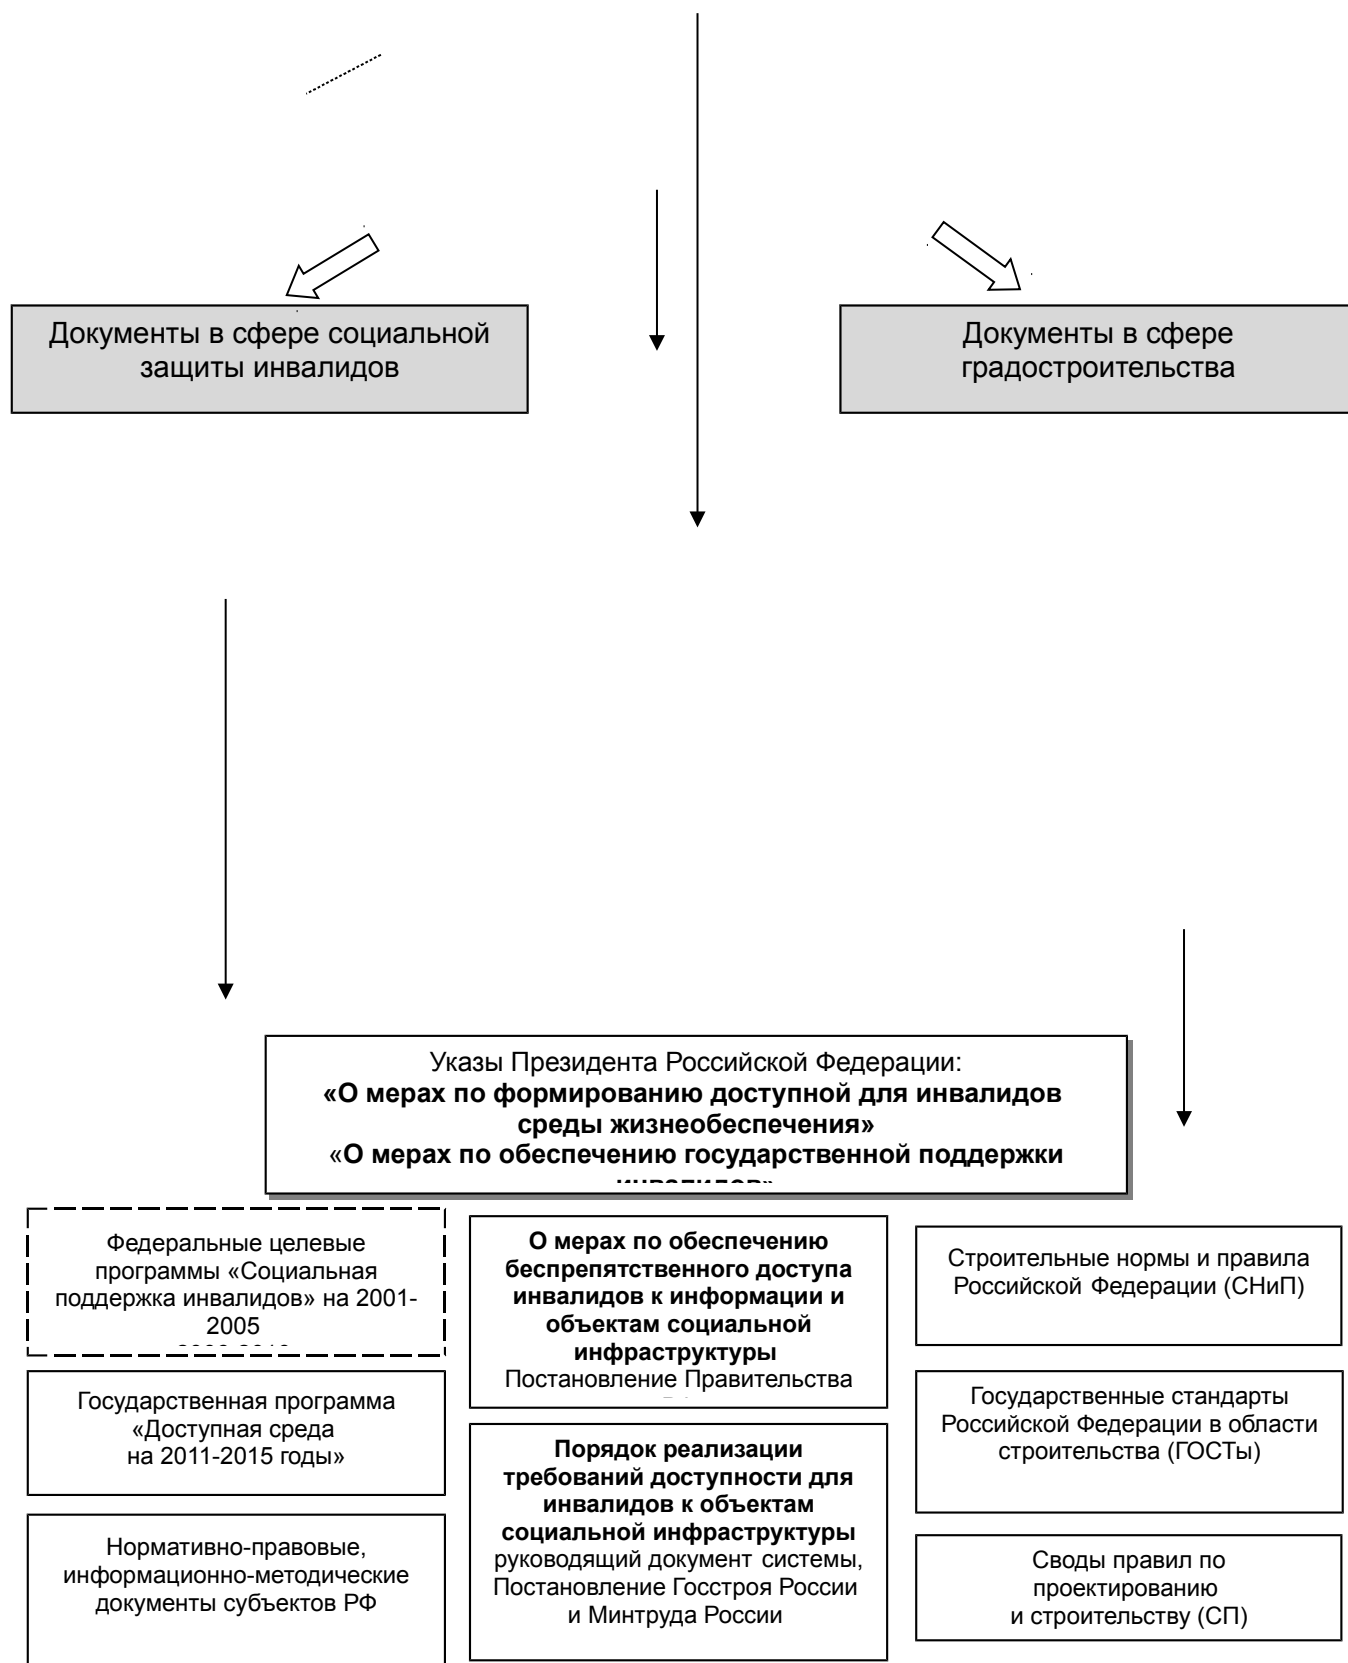 Документы в сфере социальной
защиты инвалидов
Документы в сфере
градостроительства
Указы Президента Российской Федерации:
«О мерах по формированию доступной для инвалидов
среды жизнеобеспечения»
«О мерах по обеспечению государственной поддержки
инвалидов»
Федеральные целевые
программы «Социальная
поддержка инвалидов» на 2001-
2005
Государственная программа
«Доступная среда
на 2011-2015 годы»
Нормативно-правовые,
информационно-методические
документы субъектов РФ
О мерах по обеспечению
беспрепятственного доступа
инвалидов к информации и
объектам социальной
инфраструктуры
Постановление Правительства
Порядок реализации
требований доступности для
инвалидов к объектам
социальной инфраструктуры
руководящий документ системы,
Постановление Госстроя России
и Минтруда России
Строительные нормы и правила
Российской Федерации (СНиП)
Государственные стандарты
Российской Федерации в области
строительства (ГОСТы)
Своды правил по
проектированию
и строительству (СП)